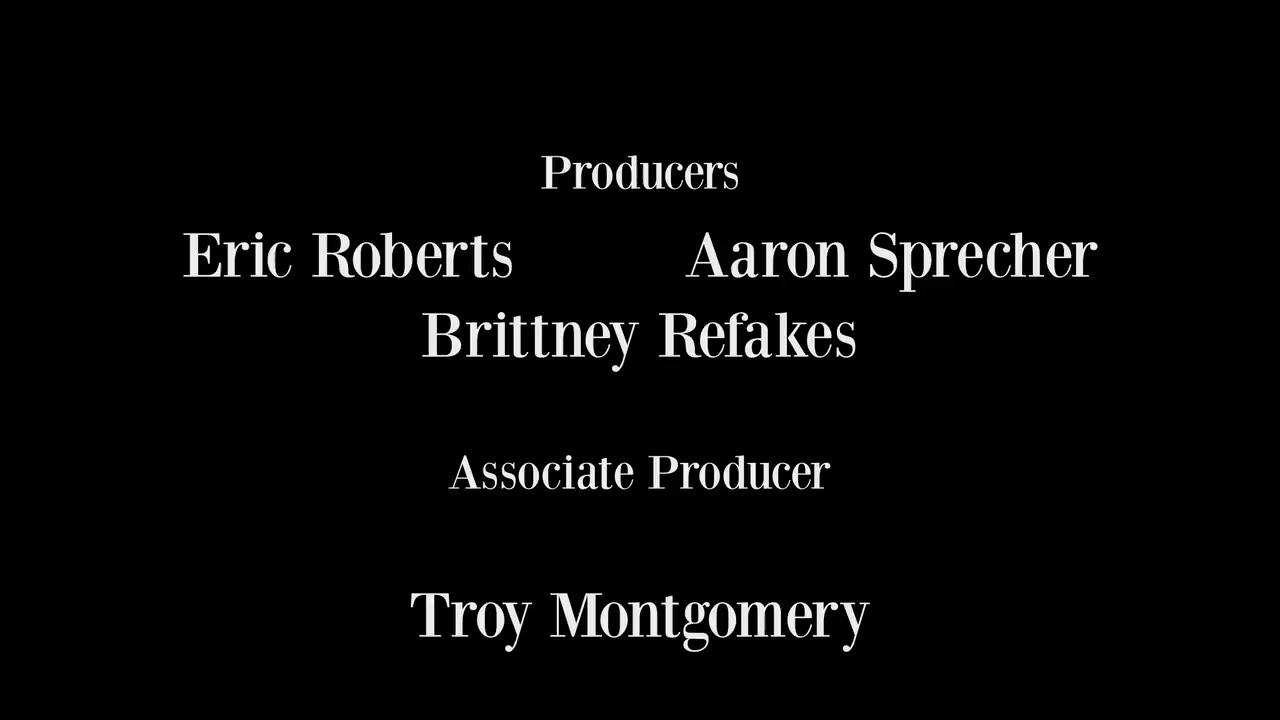 Producers
Eric Roberts Aaron Sprecher
Brittney Refakes
Associate Producer
Troy Montgomery